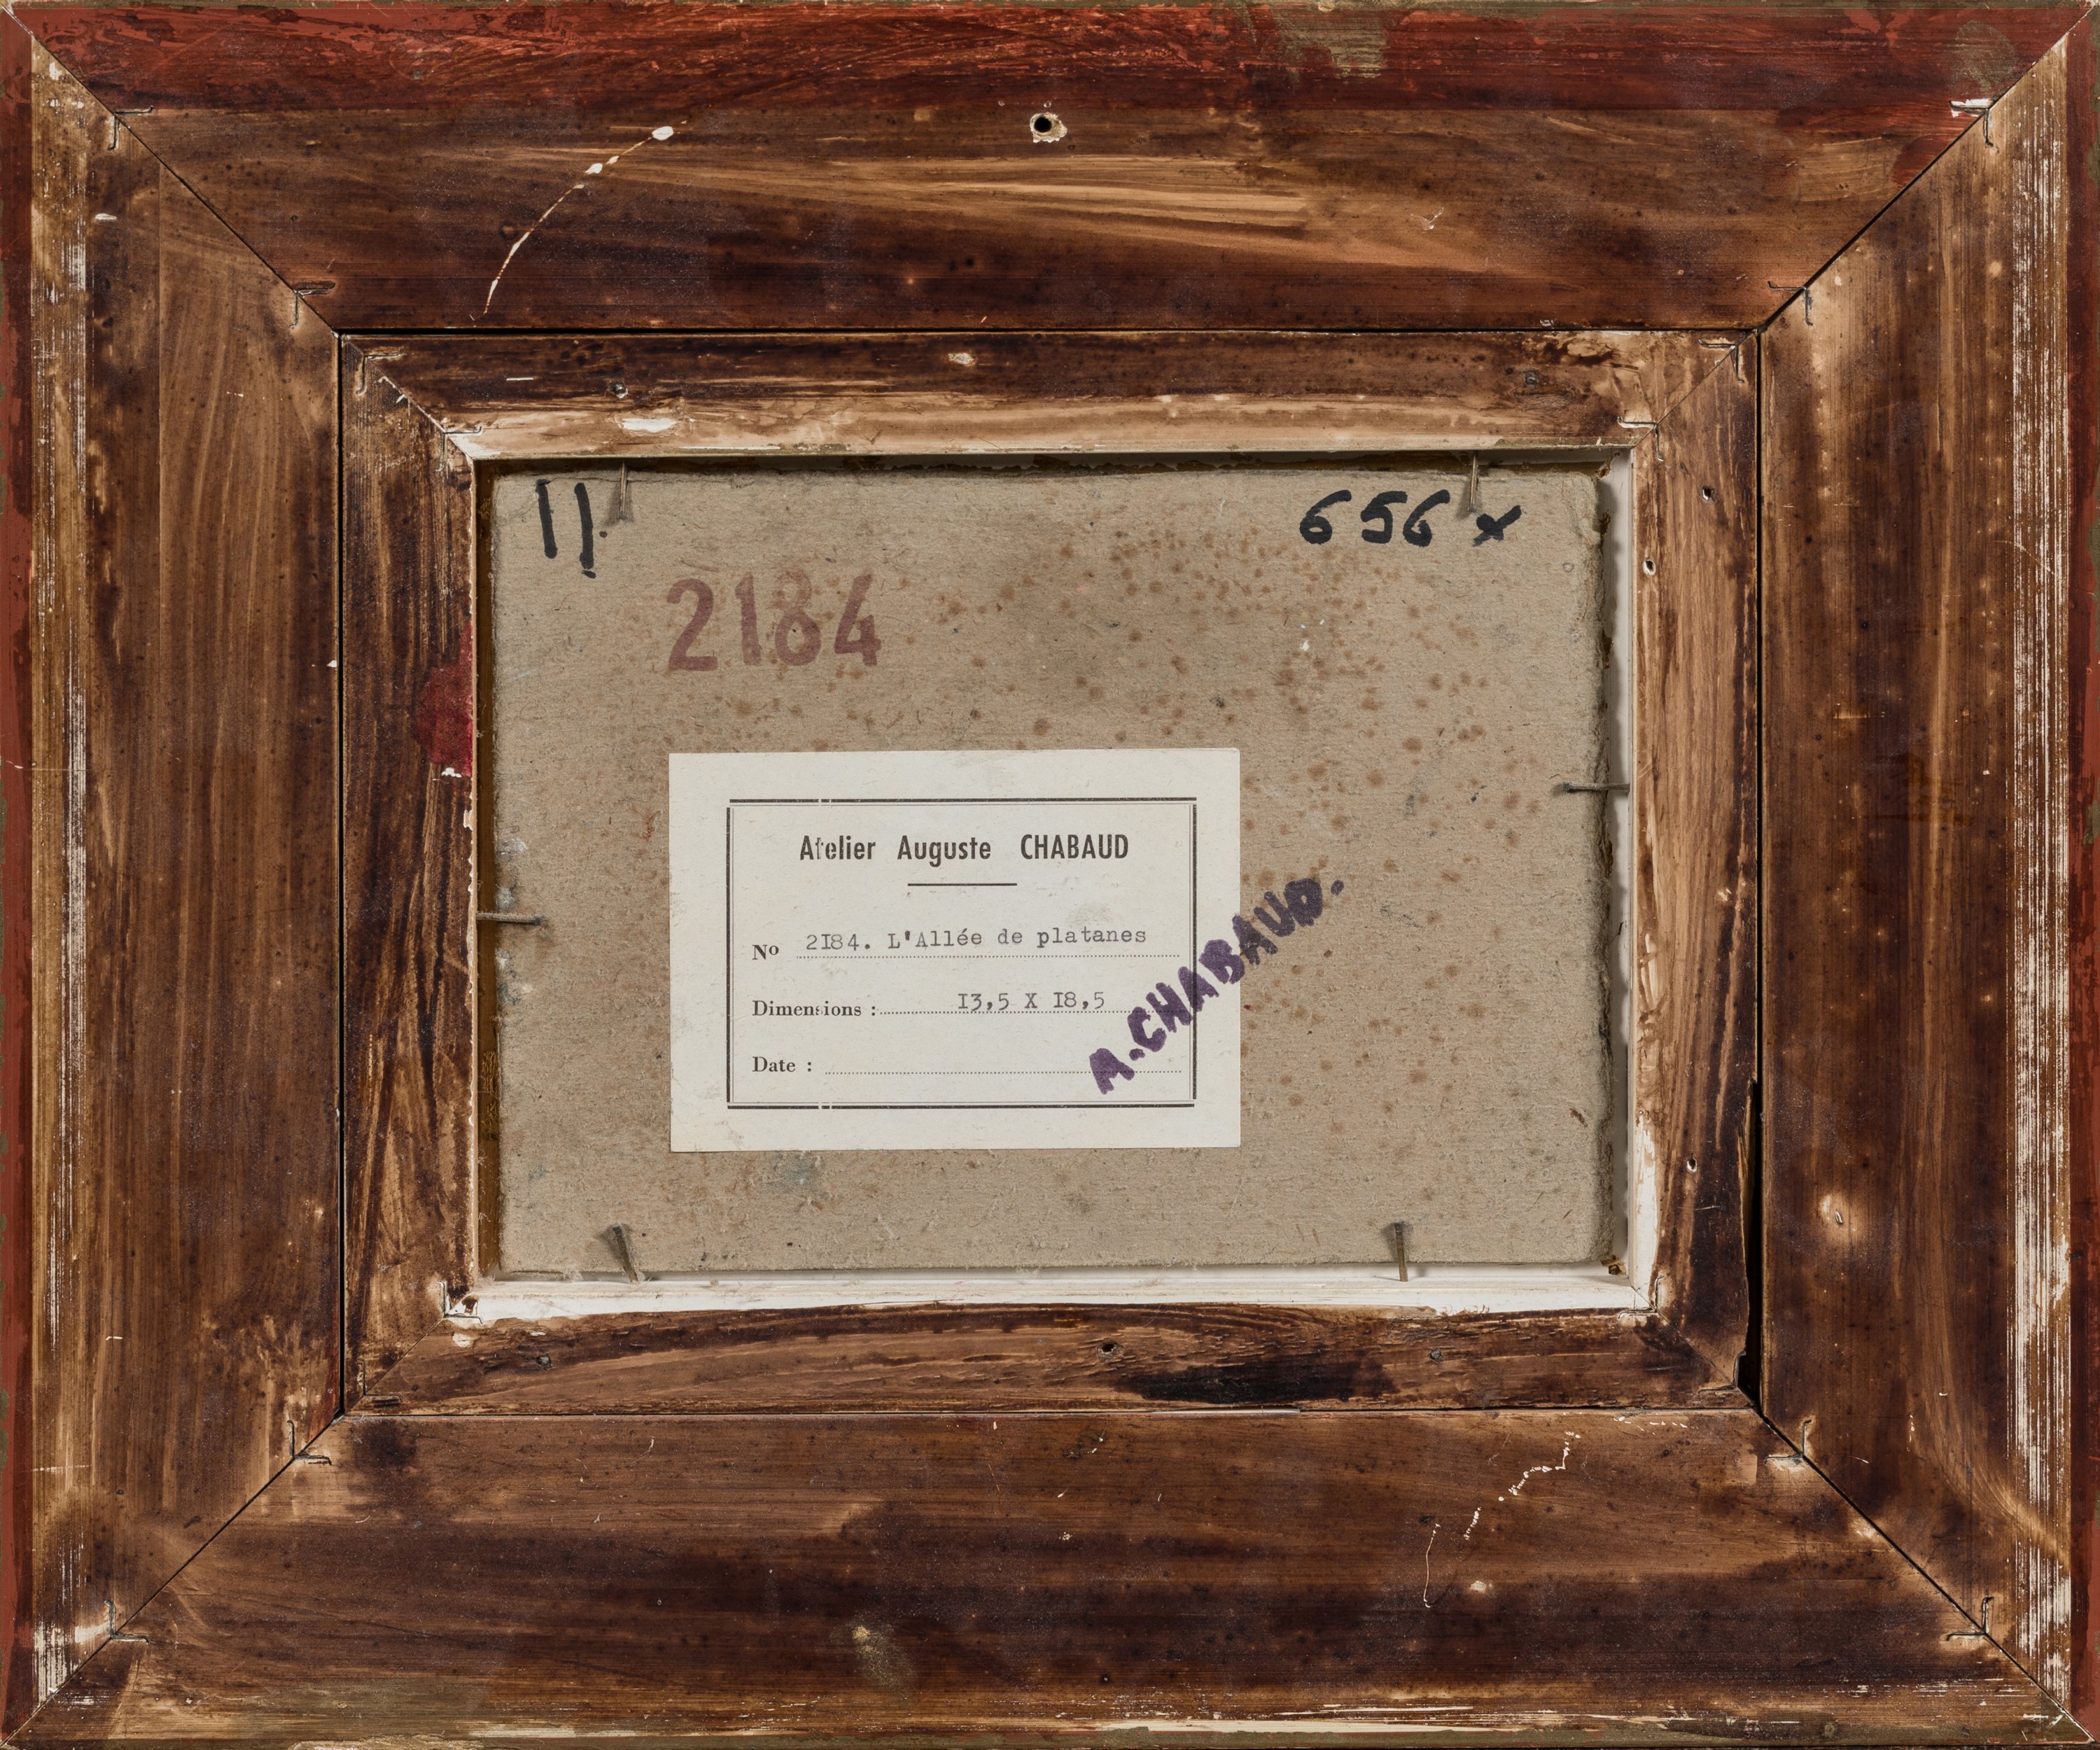 11. 656 x
2184
Atelier Auguste CHABAUD
No 2I84. L'Allée de platanes
Dimensions : I3,5 X I8,5
Date :
A.CHABAUD.